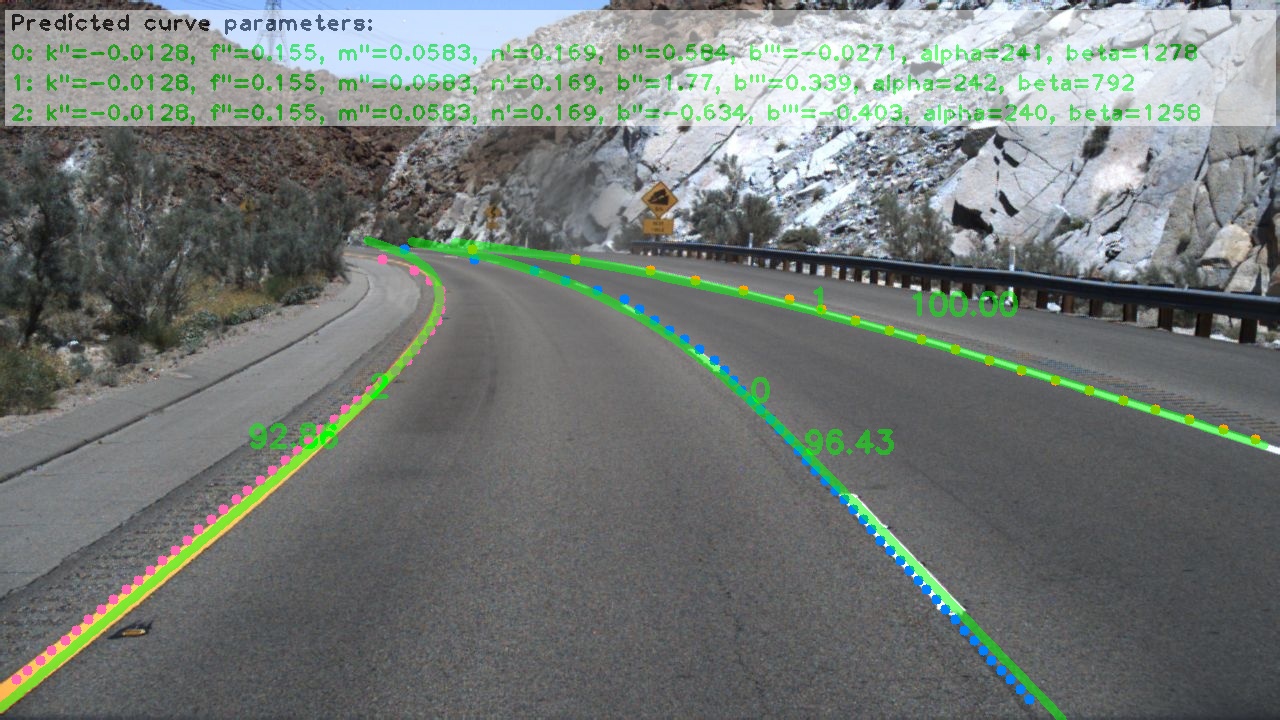 Predicted curve parameters:
0: k''=-0.0128, f''=0.155, m''=0.0583, n'=0.169, b''=0.584, b'''=-0.0271, alpha=241, beta=1278
1: k''=-0.0128, f''=0.155, m''=0.0583, n'=0.169, b''=1.77, b'''=0.339, alpha=242, beta=792
2: k''=-0.0128, f''=0.155, m''=0.0583, n'=0.169, b''=-0.634, b'''=-0.403, alpha=240, beta=1258
1
100.00
2
0
92.86
96.43